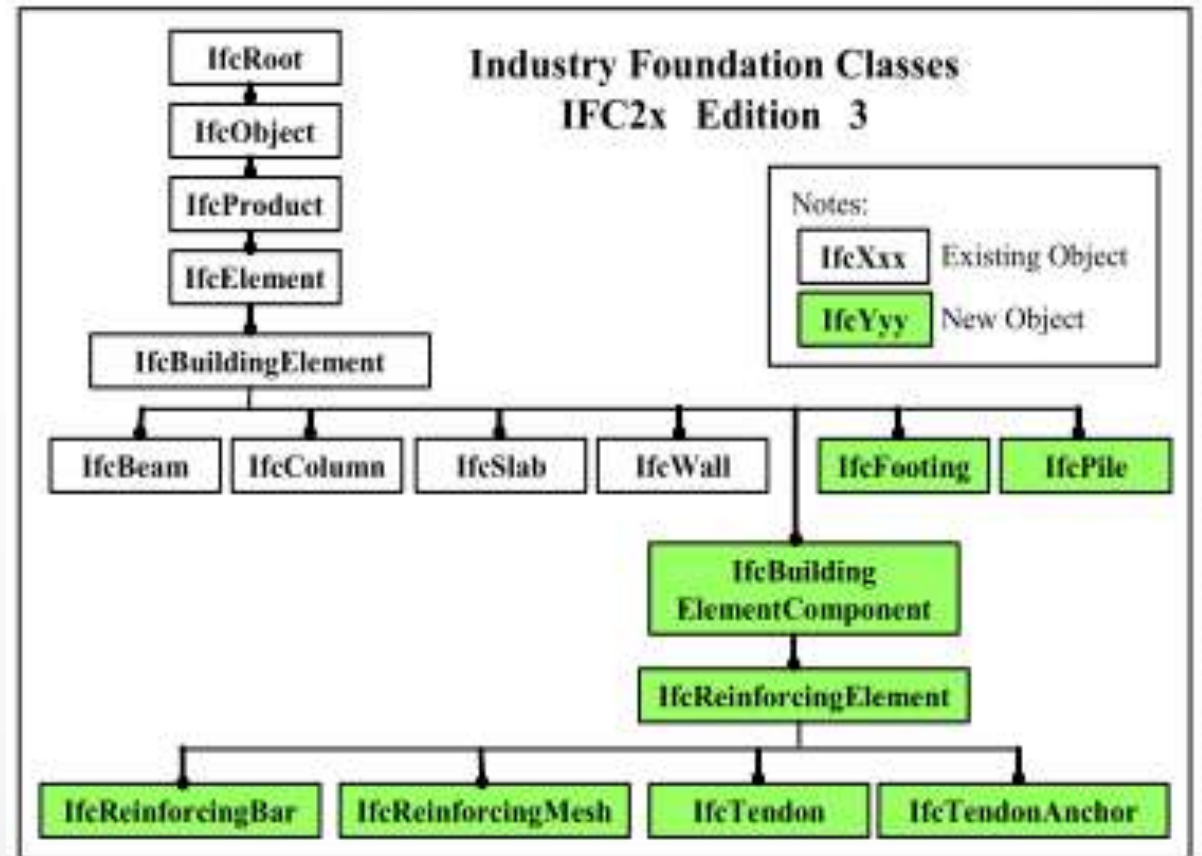 Industry Foundation Classes
IFC2x Edition 3
IfcRoot
IfcObject
IfcProduct
IfcElement
IfcBuildingElement
Notes:
IfcXxx Existing Object
IfcYyy New Object
IfcBeam IfcColumn IfcSlab IfcWall IfcFooting IfcPile
IfcBuilding
ElementComponent
IfcReinforcingElement
IfcReinforcingBar IfcReinforcingMesh IfcTendon IfcTendonAnchor